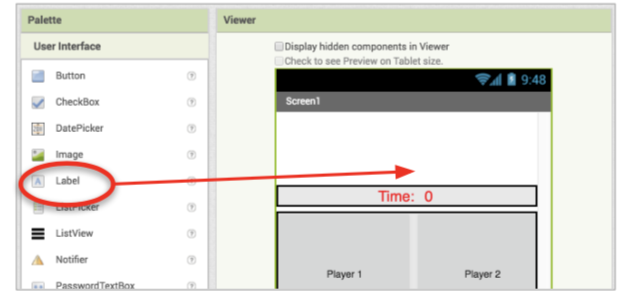 Palette
Viewer
User Interface
Display hidden components in Viewer
Check to see Preview on Tablet size.
Button
9:48
CheckBox
Screen1
DatePicker
Image
A Label
ListPicker
Time: 0
ListView
Notifier
Player 1
Player 2
PasswordTextBox